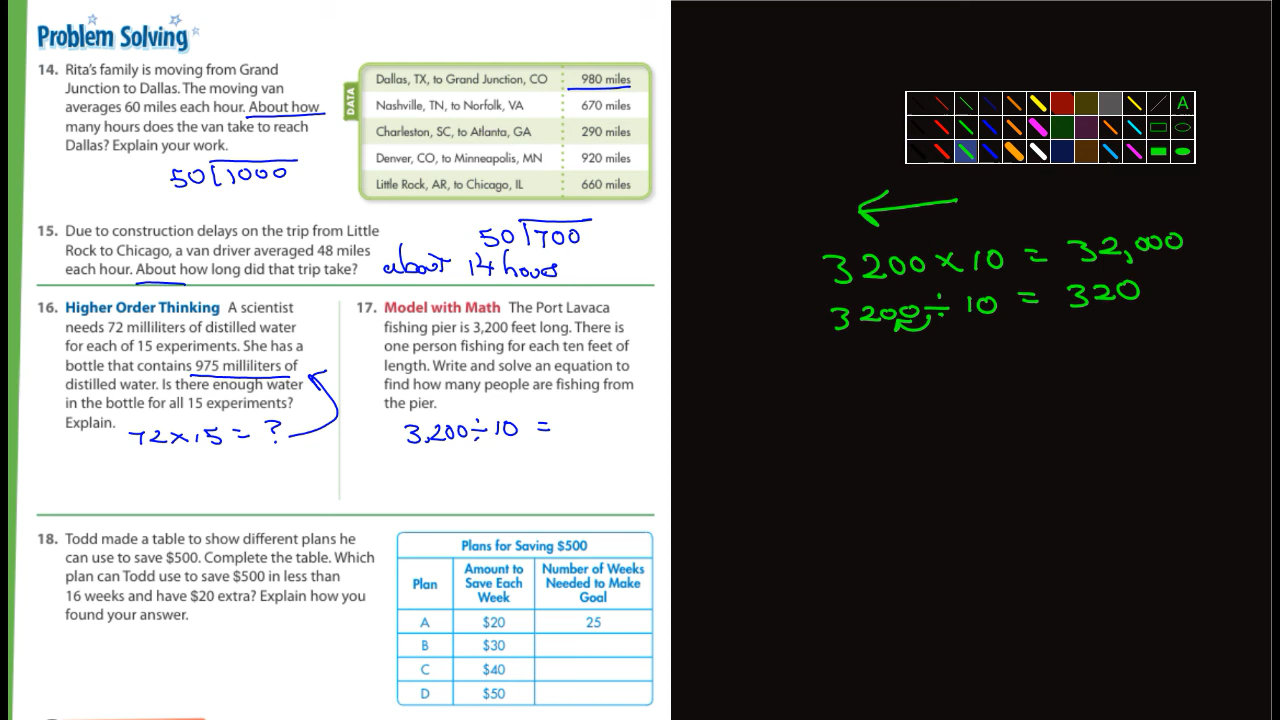 Problem Solving
14. Rita's family is moving from Grand
Junction to Dallas. The moving van
averages 60 miles each hour. About how
many hours does the van take to reach
Dallas? Explain your work.
50 1000
DATA
Dallas, TX, to Grand Junction, CO 980 miles
Nashville, TN, to Norfolk, VA 670 miles
Charleston, SC, to Atlanta, GA 290 miles
Denver, CO, to Minneapolis, MN 920 miles
Little Rock, AR, to Chicago, IL 660 miles
15. Due to construction delays on the trip from Little
Rock to Chicago, a van driver averaged 48 miles
each hour. About how long did that trip take?
50 700
about 14 hours
16. Higher Order Thinking A scientist
needs 72 milliliters of distilled water
for each of 15 experiments. She has a
bottle that contains 975 milliliters of
distilled water. Is there enough water
in the bottle for all 15 experiments?
Explain.
72 × 15 = ?
17. Model with Math The Port Lavaca
fishing pier is 3,200 feet long. There is
one person fishing for each ten feet of
length. Write and solve an equation to
find how many people are fishing from
the pier.
3,200 ÷ 10 =
18. Todd made a table to show different plans he
can use to save $500. Complete the table. Which
plan can Todd use to save $500 in less than
16 weeks and have $20 extra? Explain how you
found your answer.
Plans for Saving $500
Plan Amount to Save Each Week Number of Weeks Needed to Make Goal
A $20 25
B $30
C $40
D $50
A
3200 × 10 = 32,000
3200 ÷ 10 = 320